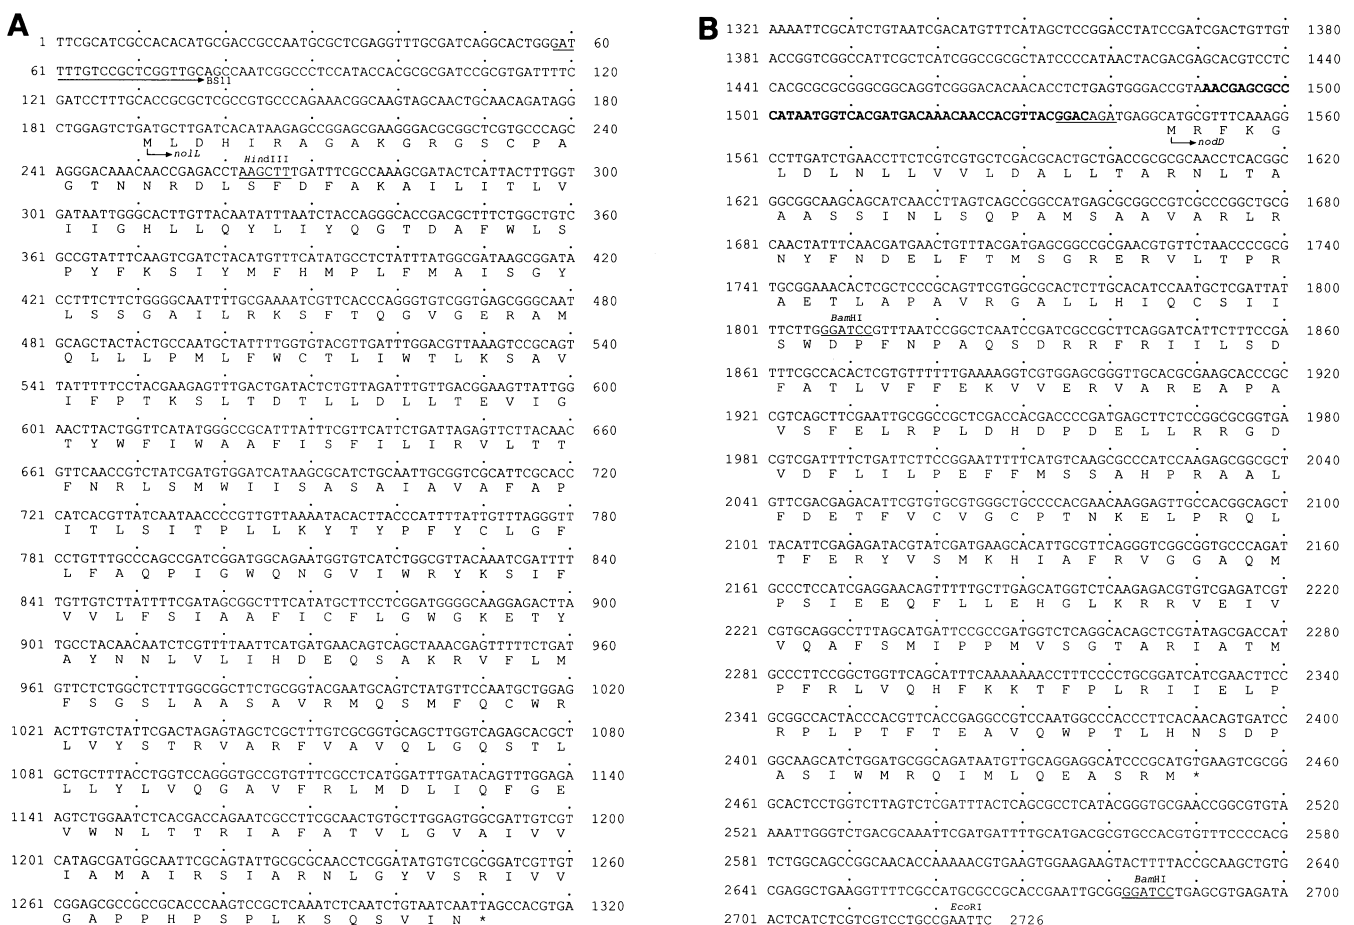 A
1 TTCGCATCGCCACACATGCGACCGCCAATGCGCTCGAGGTTTGCGATCAGGCACTGGGAT 60
61 TTTGTCCGCTCGGTTGCAGCCAATCGGCCCTCCATACCACGCGCGATCCGCGTGATTTTC 120
BS11
121 GATCCTTTGCACCGCGCTCGCCGTGCCCAGAAACGGCAAGTAGCAACTGCAACAGATAGG 180
181 CTGGAGTCTGATGCTTGATCACATAAGAGCCGGAGCGAAGGGACGCGGCTCGTGCCCAGC 240
M L D H I R A G A K G R G S C P A
nolL
HindIII
241 AGGGACAAACAACCGAGACCTAAGCTTTGATTTCGCCAAAGCGATACTCATTACTTTGGT 300
G T N N R D L S F D F A K A I L I T L V
301 GATAATTGGGCACTTGTTACAATATTTAATCTACCAGGGCACCGACGCTTTCTGGCTGTC 360
I I G H L L Q Y L I Y Q G T D A F W L S
361 GCCGTATTTCAAGTCGATCTACATGTTTCATATGCCTCTATTTATGGCGATAAGCGGATA 420
P Y F K S I Y M F H M P L F M A I S G Y
421 CCTTTCTTCTGGGGCAATTTTGCGAAAATCGTTCACCCAGGGTGTCGGTGAGCGGGCAAT 480
L S S G A I L R K S F T Q G V G E R A M
481 GCAGCTACTACTGCCAATGCTATTTTGGTGTACGTTGATTTGGACGTTAAAGTCCGCAGT 540
Q L L L P M L F W C T L I W T L K S A V
541 TATTTTTCCTACGAAGAGTTTGACTGATACTCTGTTAGATTTGTTGACGGAAGTTATTGG 600
I F P T K S L T D T L L D L L T E V I G
601 AACTTACTGGTTCATATGGGCCGCATTTATTTCGTTCATTCTGATTAGAGTTCTTACAAC 660
T Y W F I W A A F I S F I L I R V L T T
661 GTTCAACCGTCTATCGATGTGGATCATAAGCGCATCTGCAATTGCGGTCGCATTCGCACC 720
F N R L S M W I I S A S A I A V A F A P
721 CATCACGTTATCAATAACCCCGTTGTTAAAATACACTTACCCATTTTATTGTTTAGGGTT 780
I T L S I T P L L K Y T Y P F Y C L G F
781 CCTGTTTGCCCAGCCGATCGGATGGCAGAATGGTGTCATCTGGCGTTACAAATCGATTTT 840
L F A Q P I G W Q N G V I W R Y K S I F
841 TGTTGTCTTATTTTCGATAGCGGCTTTCATATGCTTCCTCGGATGGGGCAAGGAGACTTA 900
V V L F S I A A F I C F L G W G K E T Y
901 TGCCTACAACAATCTCGTTTTAATTCATGATGAACAGTCAGCTAAACGAGTTTTTCTGAT 960
A Y N N L V L I H D E Q S A K R V F L M
961 GTTCTCTGGCTCTTTGGCGGCTTCTGCGGTACGAATGCAGTCTATGTTCCAATGCTGGAG 1020
F S G S L A A S A V R M Q S M F Q C W R
1021 ACTTGTCTATTCGACTAGAGTAGCTCGCTTTGTCGCGGTGCAGCTTGGTCAGAGCACGCT 1080
L V Y S T R V A R F V A V Q L G Q S T L
1081 GCTGCTTTACCTGGTCCAGGGTGCCGTGTTTCGCCTCATGGATTTGATACAGTTTGGAGA 1140
L L Y L V Q G A V F R L M D L I Q F G E
1141 AGTCTGGAATCTCACGACCAGAATCGCCTTCGCAACTGTGCTTGGAGTGGCGATTGTCGT 1200
V W N L T T R I A F A T V L G V A I V V
1201 CATAGCGATGGCAATTCGCAGTATTGCGCGCAACCTCGGATATGTGTCGCGGATCGTTGT 1260
I A M A I R S I A R N L G Y V S R I V V
1261 CGGAGCGCCGCCGCACCCAAGTCCGCTCAAATCTCAATCTGTAATCAATTAGCCACGTGA 1320
G A P P H P S P L K S Q S V I N *
B
1321 AAAATTCGCATCTGTAATCGACATGTTTCATAGCTCCGGACCTATCCGATCGACTGTTGT 1380
1381 ACCGGTCGGCCATTCGCTCATCGGCCGCGCTATCCCCATAACTACGACGAGCACGTCCTC 1440
1441 CACGCGCGCGGGCGGCAGGTCGGGACACAACACCTCTGAGTGGGACCGTAAACGAGCGCC 1500
1501 CATAATGGTCACGATGACAAACAACCACGTTACGGACAGATGAGGCATGCGTTTCAAAGG 1560
M R F K G
nodD
1561 CCTTGATCTGAACCTTCTCGTCGTGCTCGACGCACTGCTGACCGCGCGCAACCTCACGGC 1620
L D L N L L V V L D A L L T A R N L T A
1621 GGCGGCAAGCAGCATCAACCTTAGTCAGCCGGCCATGAGCGCGGCCGTCGCCCGGCTGCG 1680
A A S S I N L S Q P A M S A A V A R L R
1681 CAACTATTTCAACGATGAACTGTTTACGATGAGCGGCCGCGAACGTGTTCTAACCCCGCG 1740
N Y F N D E L F T M S G R E R V L T P R
1741 TGCGGAAACACTCGCTCCCGCAGTTCGTGGCGCACTCTTGCACATCCAATGCTCGATTAT 1800
A E T L A P A V R G A L L H I Q C S I I
BamHI
1801 TTCTTGGGATCCGTTTAATCCGGCTCAATCCGATCGCCGCTTCAGGATCATTCTTTCCGA 1860
S W D P F N P A Q S D R R F R I I L S D
1861 TTTCGCCACACTCGTGTTTTTTGAAAAGGTCGTGGAGCGGGTTGCACGCGAAGCACCCGC 1920
F A T L V F F E K V V E R V A R E A P A
1921 CGTCAGCTTCGAATTGCGGCCGCTCGACCACGACCCCGATGAGCTTCTCCGGCGCGGTGA 1980
V S F E L R P L D H D P D E L L R R G D
1981 CGTCGATTTTCTGATTCTTCCGGAATTTTTCATGTCAAGCGCCCATCCAAGAGCGGCGCT 2040
V D F L I L P E F F M S S A H P R A A L
2041 GTTCGACGAGACATTCGTGTGCGTGGGCTGCCCCACGAACAAGGAGTTGCCACGGCAGCT 2100
F D E T F V C V G C P T N K E L P R Q L
2101 TACATTCGAGAGATACGTATCGATGAAGCACATTGCGTTCAGGGTCGGCGGTGCCCAGAT 2160
T F E R Y V S M K H I A F R V G G A Q M
2161 GCCCTCCATCGAGGAACAGTTTTTGCTTGAGCATGGTCTCAAGAGACGTGTCGAGATCGT 2220
P S I E E Q F L L E H G L K R R V E I V
2221 CGTGCAGGCCTTTAGCATGATTCCGCCGATGGTCTCAGGCACAGCTCGTATAGCGACCAT 2280
V Q A F S M I P P M V S G T A R I A T M
2281 GCCCTTCCGGCTGGTTCAGCATTTCAAAAAAACCTTTCCCCTGCGGATCATCGAACTTCC 2340
P F R L V Q H F K K T F P L R I I E L P
2341 GCGGCCACTACCCACGTTCACCGAGGCCGTCCAATGGCCCACCCTTCACAACAGTGATCC 2400
R P L P T F T E A V Q W P T L H N S D P
2401 GGCAAGCATCTGGATGCGGCAGATAATGTTGCAGGAGGCATCCCGCATGTGAAGTCGCGG 2460
A S I W M R Q I M L Q E A S R M *
2461 GCACTCCTGGTCTTAGTCTCGATTTACTCAGCGCCTCATACGGGTGCGAACCGGCGTGTA 2520
2521 AAATTGGGTCTGACGCAAATTCGATGATTTTGCATGACGCGTGCCACGTGTTTCCCCACG 2580
2581 TCTGGCAGCCGGCAACACCAAAAACGTGAAGTGGAAGAAGTACTTTTACCGCAAGCTGTG 2640
BamHI
2641 CGAGGCTGAAGGTTTTCGCCATGCGCCGCACCGAATTGCGGGGATCCTGAGCGTGAGATA 2700
EcoRI
2701 ACTCATCTCGTCGTCCTGCCGAATTC 2726